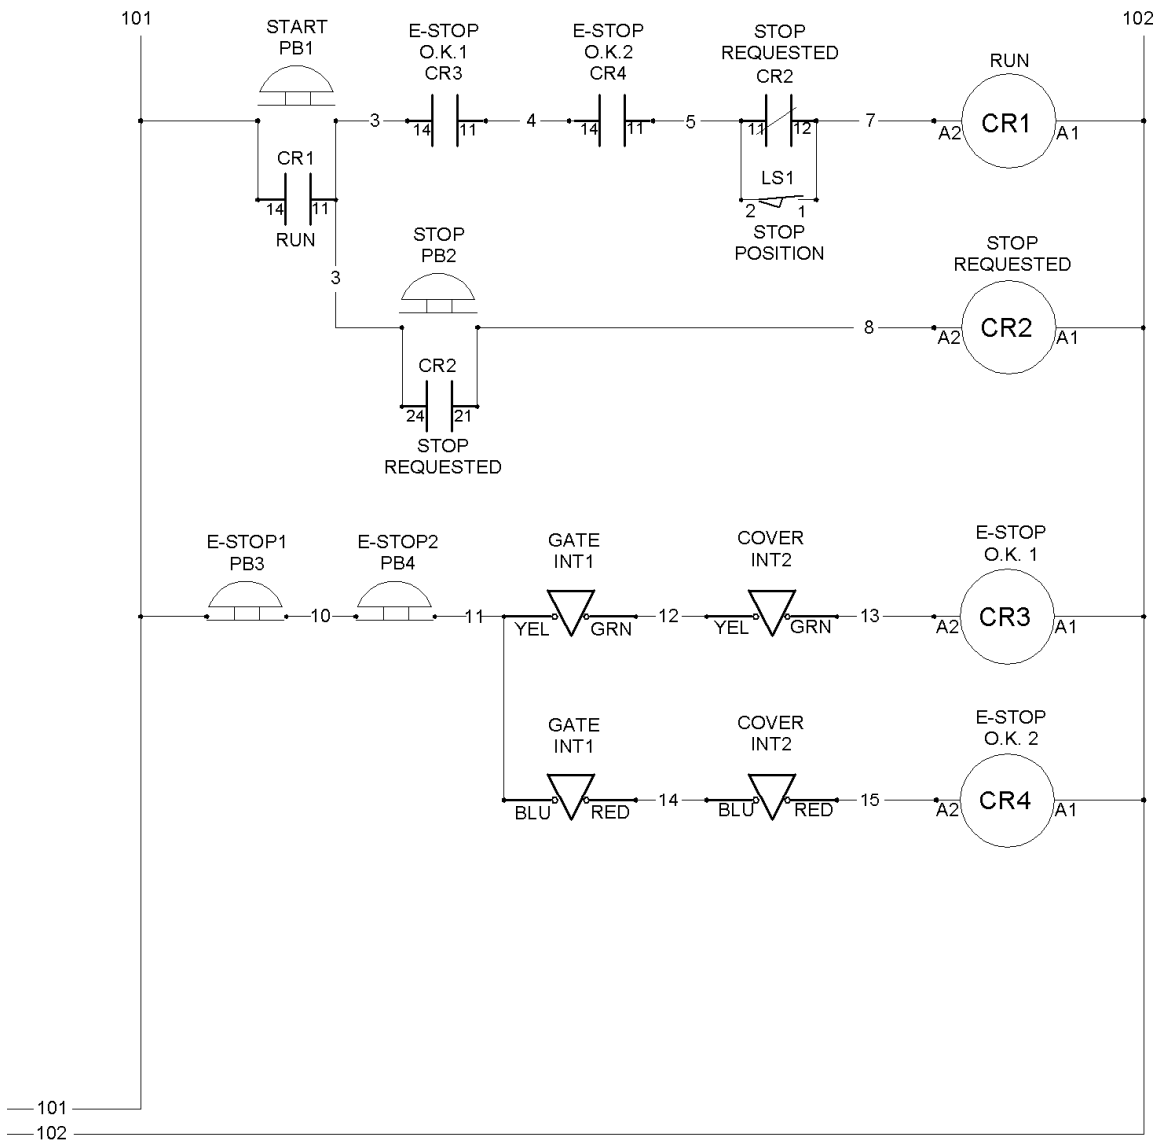 101
102
START
PB1
E-STOP
O.K.1
CR3
E-STOP
O.K.2
CR4
STOP
REQUESTED
CR2
RUN
3
14
11
4
14
11
5
11
12
7
A2
CR1
A1
CR1
14
11
RUN
LS1
2
1
STOP
POSITION
3
STOP
PB2
STOP
REQUESTED
8
A2
CR2
A1
CR2
24
21
STOP
REQUESTED
E-STOP1
PB3
E-STOP2
PB4
GATE
INT1
COVER
INT2
E-STOP
O.K. 1
10
11
YEL
GRN
12
YEL
GRN
13
A2
CR3
A1
GATE
INT1
COVER
INT2
E-STOP
O.K. 2
BLU
RED
14
BLU
RED
15
A2
CR4
A1
101
102